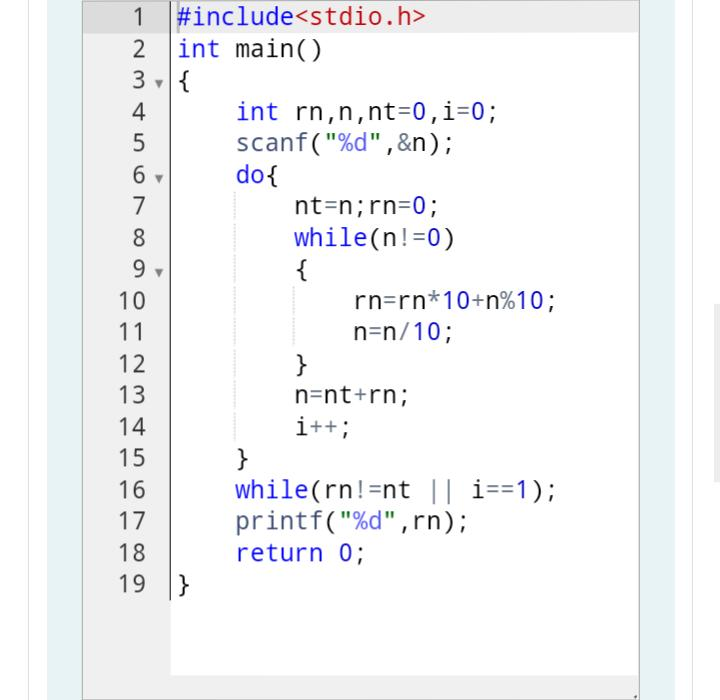 1 #include<stdio.h>
2 int main()
3 {
4     int rn,n,nt=0,i=0;
5     scanf("%d",&n);
6     do{
7         nt=n;rn=0;
8         while(n!=0)
9         {
10             rn=rn*10+n%10;
11             n=n/10;
12         }
13         n=nt+rn;
14         i++;
15     }
16     while(rn!=nt || i==1);
17     printf("%d",rn);
18     return 0;
19 }